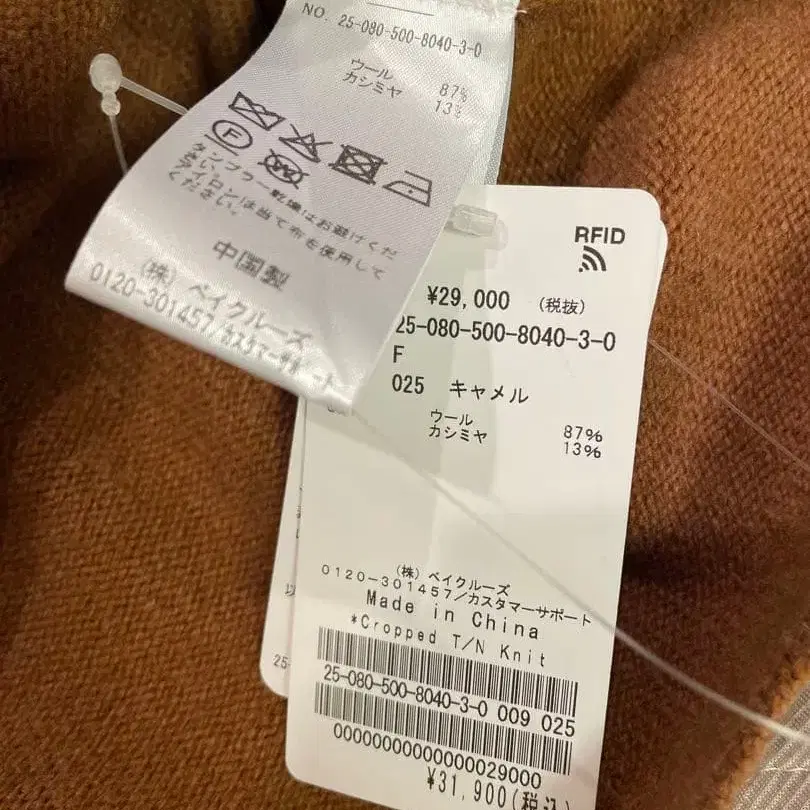 NO. 25-080-500-8040-3-0
ウール 87%
カシミヤ 13%
F
W
タンブラー乾燥はお避けくだ
さい。
アイロンは当て布を使用して
ください。
中国製
(株) ベイクルーズ
0120-301457/カスタマーサポート
RFID
¥29,000 (税抜)
25-080-500-8040-3-0
F
025 キャメル
ウール 87%
カシミヤ 13%
(株) ベイクルーズ
0120-301457/カスタマーサポート
Made in China
*Cropped T/N Knit
25-080-500-8040-3-0 009 025
¥31,900(税込)
25-